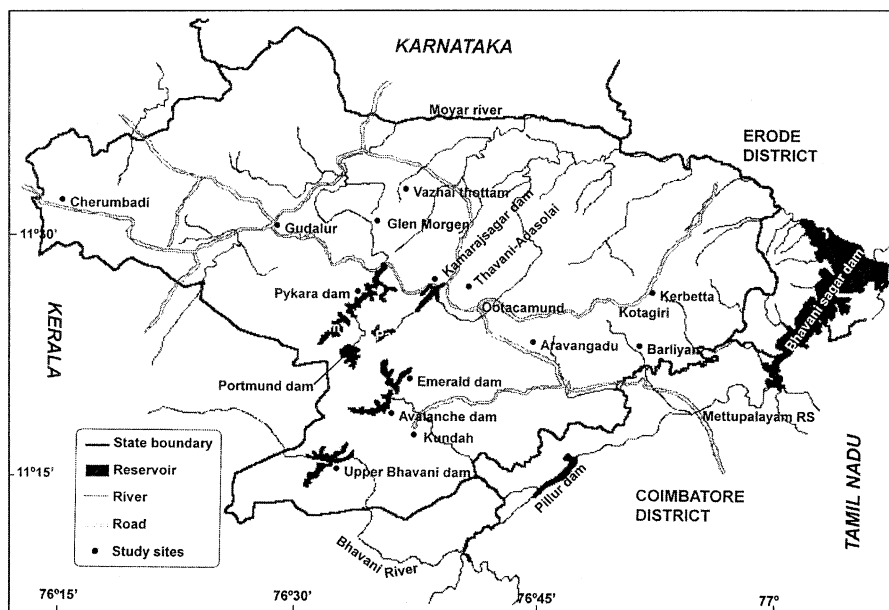 KARNATAKA
Moyar river
ERODE
DISTRICT
Vazhai thottam
Cherumbadi
Glen Morgen
Gudalur
Kamarajsagar dam
Thavani-Agasolai
11°30'
Pykara dam
Ootacamund
Kerbetta
Kotagiri
Bhavani sagar dam
KERALA
Aravangadu
Barliyar
Portmund dam
Emerald dam
Avalanche dam
Mettupalayam RS
Kundah
State boundary
Reservoir
River
Road
Study sites
11°15'
Upper Bhavani dam
Pillur dam
COIMBATORE
DISTRICT
TAMIL NADU
Bhavani River
76°15'
76°30'
76°45'
77°